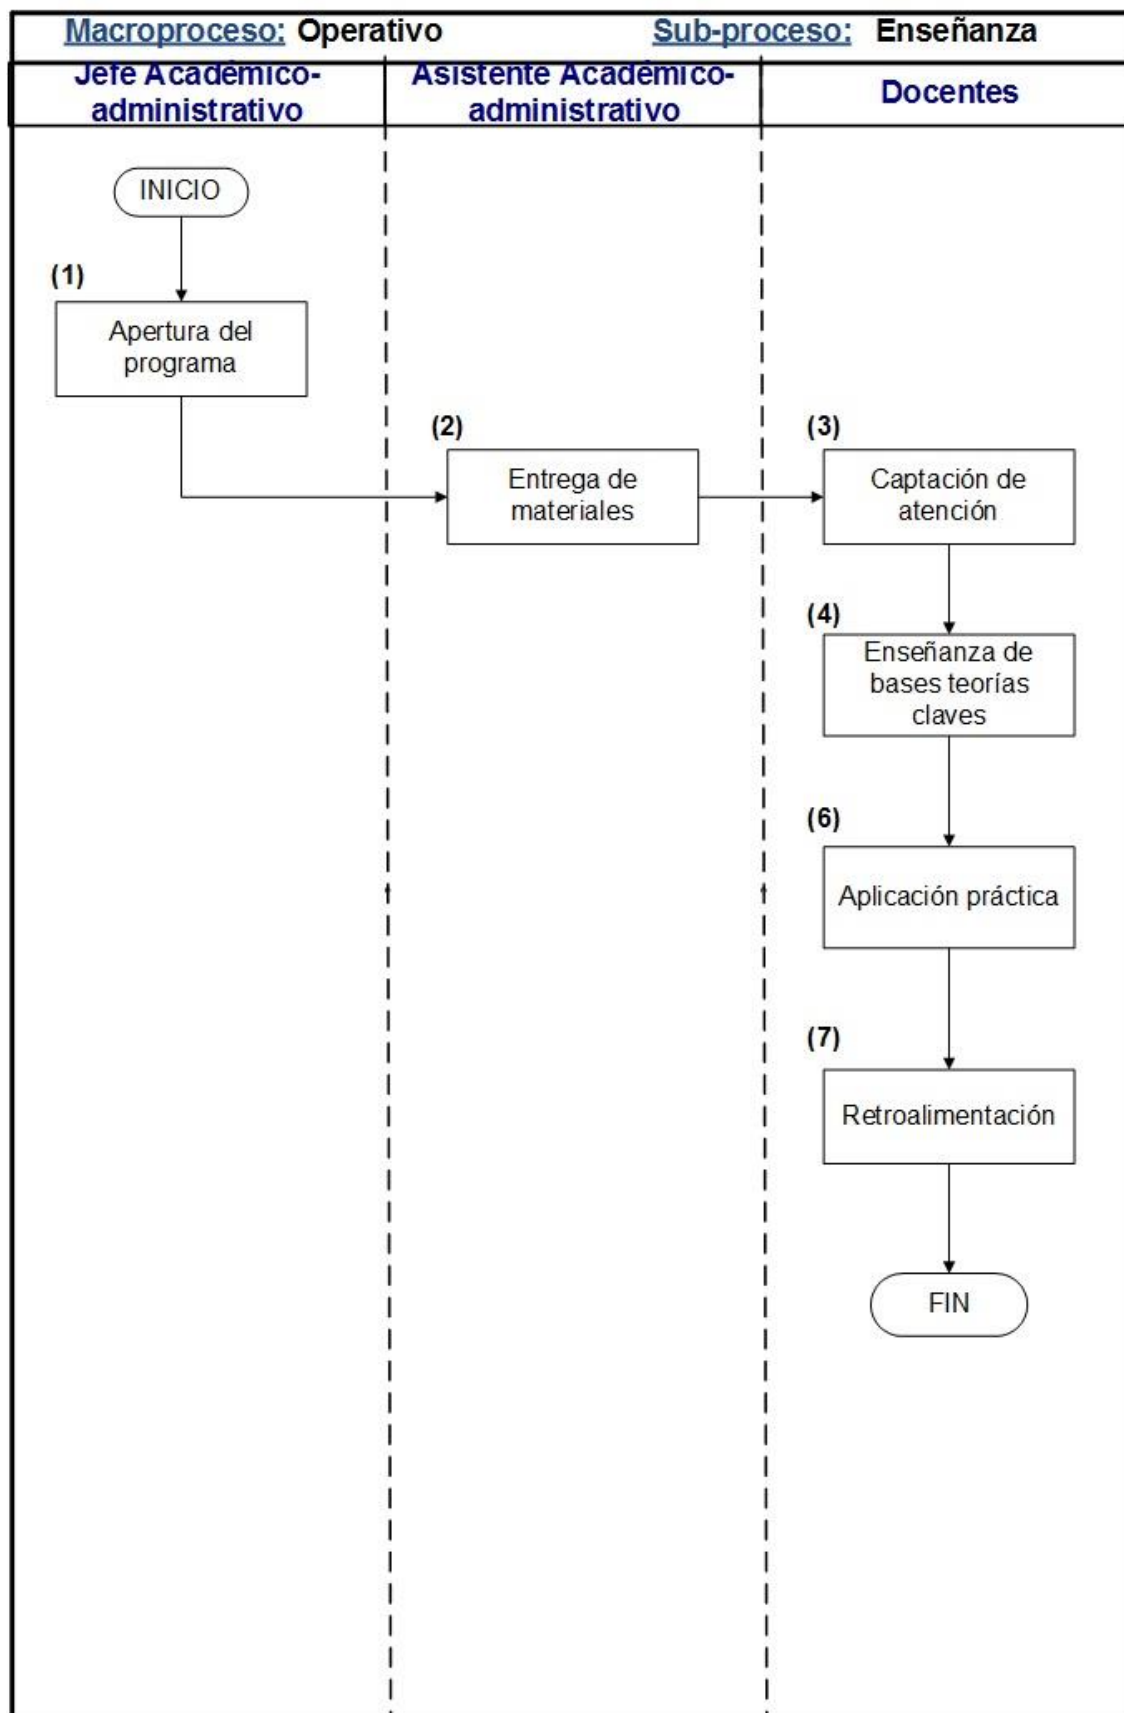 Macroproceso: Operativo Sub-proceso: Enseñanza
Jefe Académico-
administrativo
Asistente Académico-
administrativo
Docentes
INICIO
(1)
Apertura del
programa
(2)
Entrega de
materiales
(3)
Captación de
atención
(4)
Enseñanza de
bases teorías
claves
(6)
Aplicación práctica
(7)
Retroalimentación
FIN